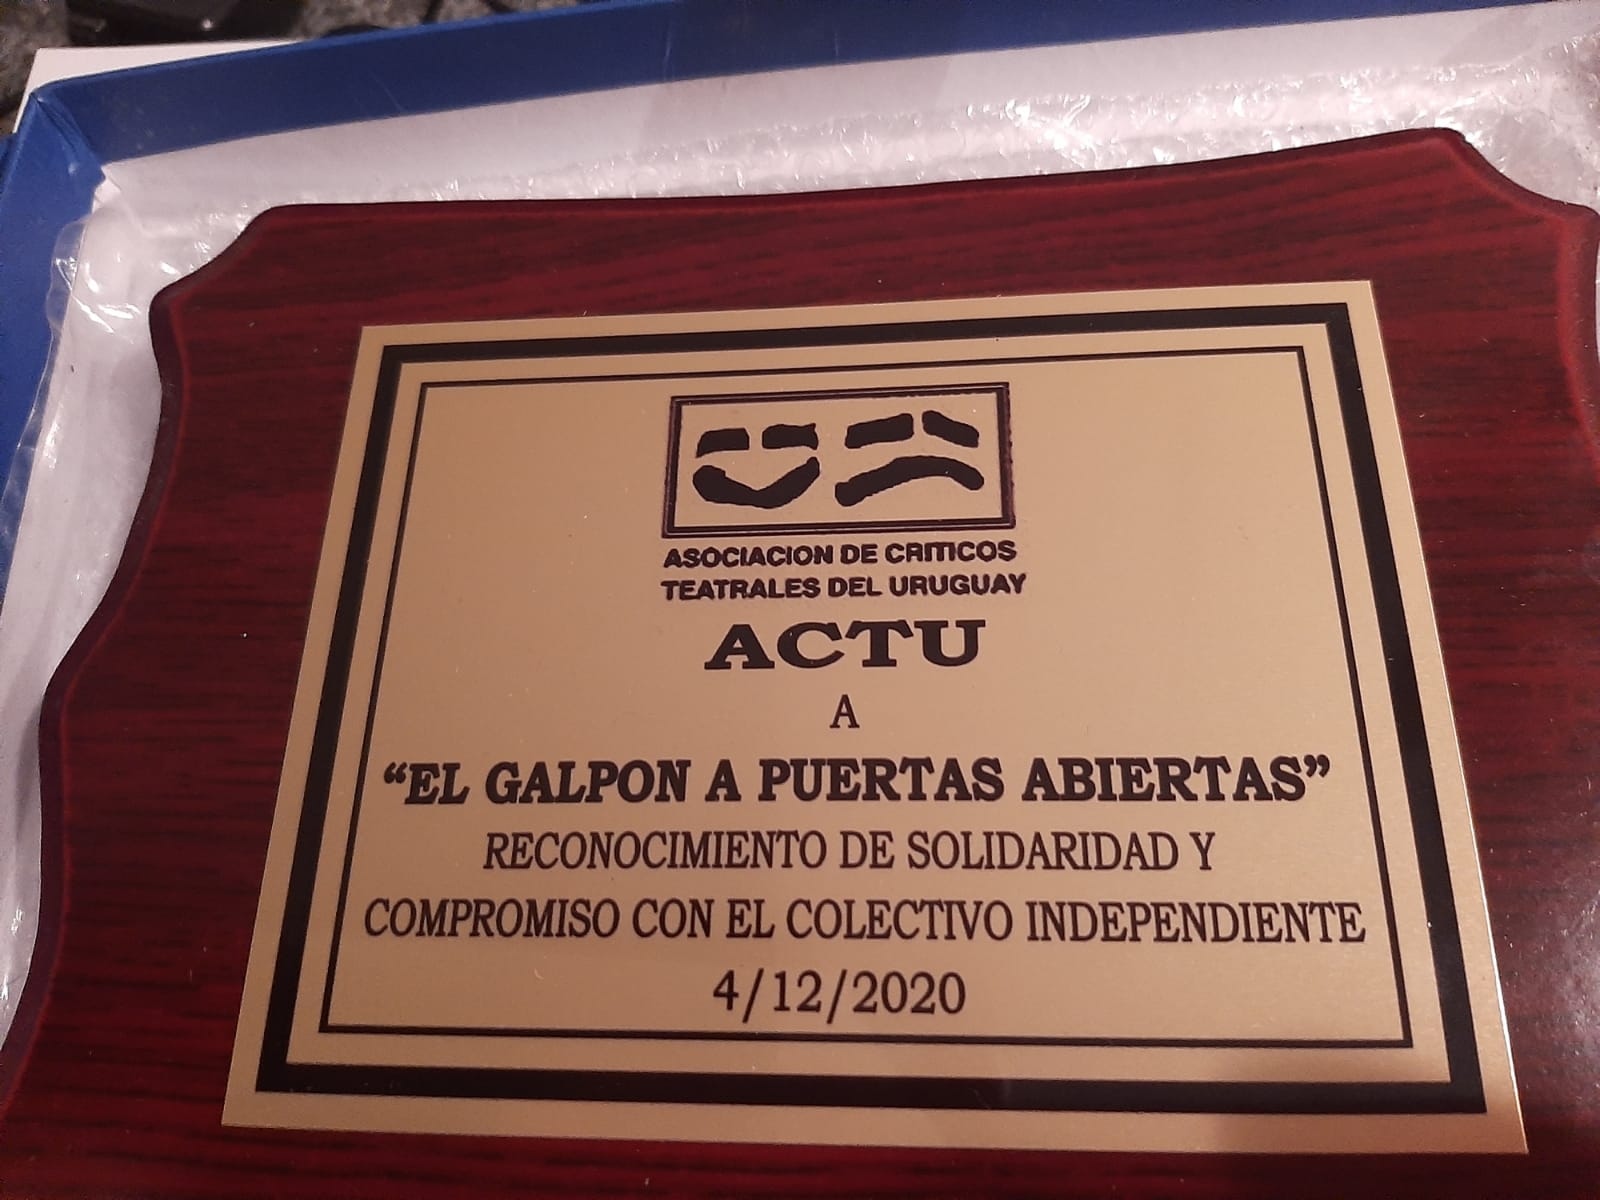 ASOCIACION DE CRITICOS
TEATRALES DEL URUGUAY
ACTU
A
“EL GALPON A PUERTAS ABIERTAS”
RECONOCIMIENTO DE SOLIDARIDAD Y
COMPROMISO CON EL COLECTIVO INDEPENDIENTE
4/12/2020